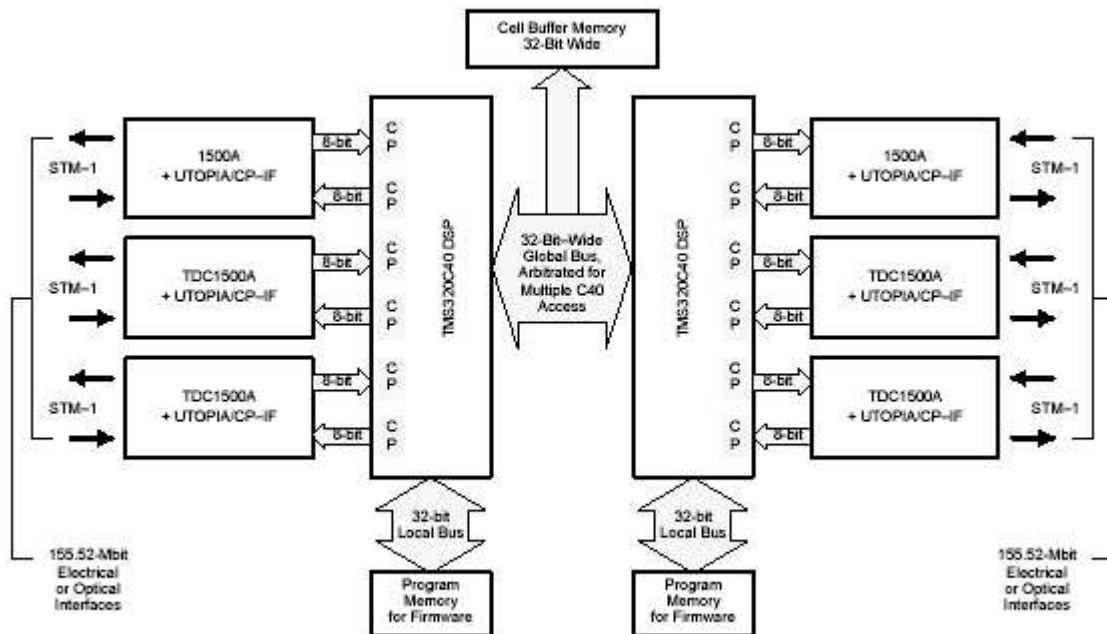 Cell Buffer Memory
32-Bit Wide
STM–1
1500A
+ UTOPIA/CP–IF
8-bit
8-bit
C
P
C
P
STM–1
TDC1500A
+ UTOPIA/CP–IF
8-bit
8-bit
C
P
C
P
STM–1
TDC1500A
+ UTOPIA/CP–IF
8-bit
8-bit
C
P
C
P
TMS320C40 DSP
32-Bit–Wide
Global Bus,
Arbitrated for
Multiple C40
Access
TMS320C40 DSP
C
P
C
P
8-bit
8-bit
1500A
+ UTOPIA/CP–IF
STM–1
C
P
C
P
8-bit
8-bit
TDC1500A
+ UTOPIA/CP–IF
STM–1
C
P
C
P
8-bit
8-bit
TDC1500A
+ UTOPIA/CP–IF
STM–1
32-bit
Local Bus
32-bit
Local Bus
155.52-Mbit
Electrical
or Optical
Interfaces
Program
Memory
for Firmware
Program
Memory
for Firmware
155.52-Mbit
Electrical
or Optical
Interfaces